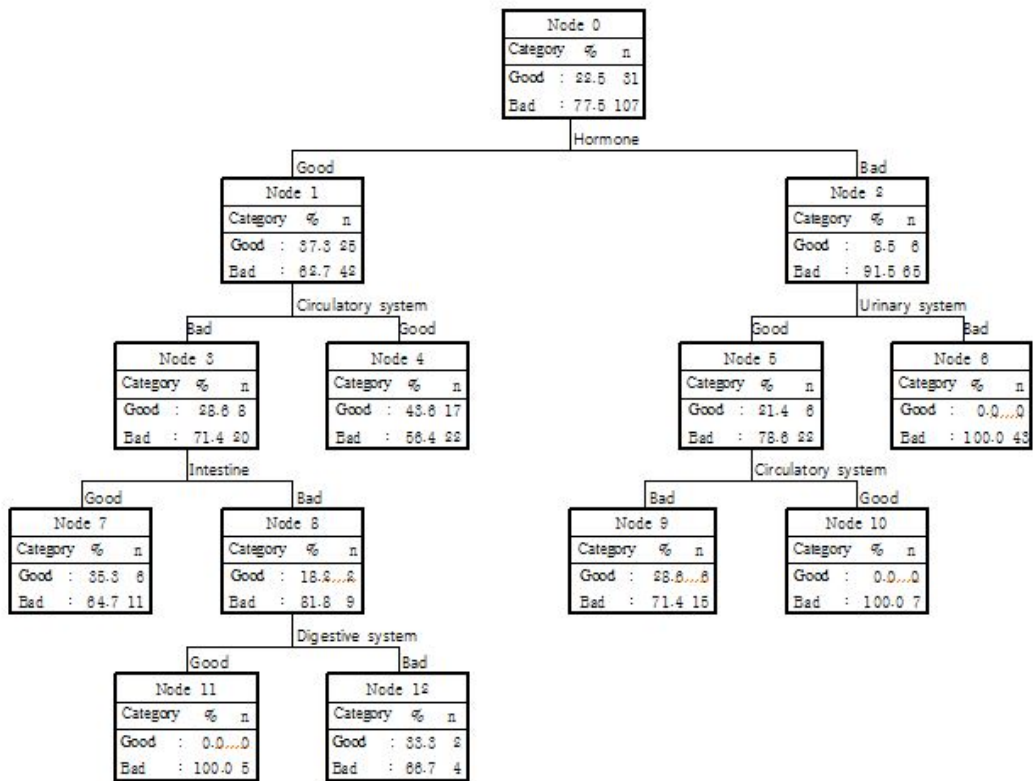 Node 0
Category % n
Good : 22.5 31
Bad : 77.5 107
Hormone
Good
Bad
Node 1
Category % n
Good : 37.3 25
Bad : 62.7 42
Node 2
Category % n
Good : 8.5 6
Bad : 91.5 65
Circulatory system
Bad
Good
Urinary system
Good
Bad
Node 3
Category % n
Good : 28.6 8
Bad : 71.4 20
Node 4
Category % n
Good : 43.6 17
Bad : 56.4 22
Node 5
Category % n
Good : 21.4 6
Bad : 78.6 22
Node 6
Category % n
Good : 0.0 0
Bad : 100.0 43
Intestine
Good
Bad
Circulatory system
Bad
Good
Node 7
Category % n
Good : 35.3 6
Bad : 64.7 11
Node 8
Category % n
Good : 18.2 2
Bad : 81.8 9
Node 9
Category % n
Good : 28.6 6
Bad : 71.4 15
Node 10
Category % n
Good : 0.0 0
Bad : 100.0 7
Digestive system
Good
Bad
Node 11
Category % n
Good : 0.0 0
Bad : 100.0 5
Node 12
Category % n
Good : 33.3 2
Bad : 66.7 4